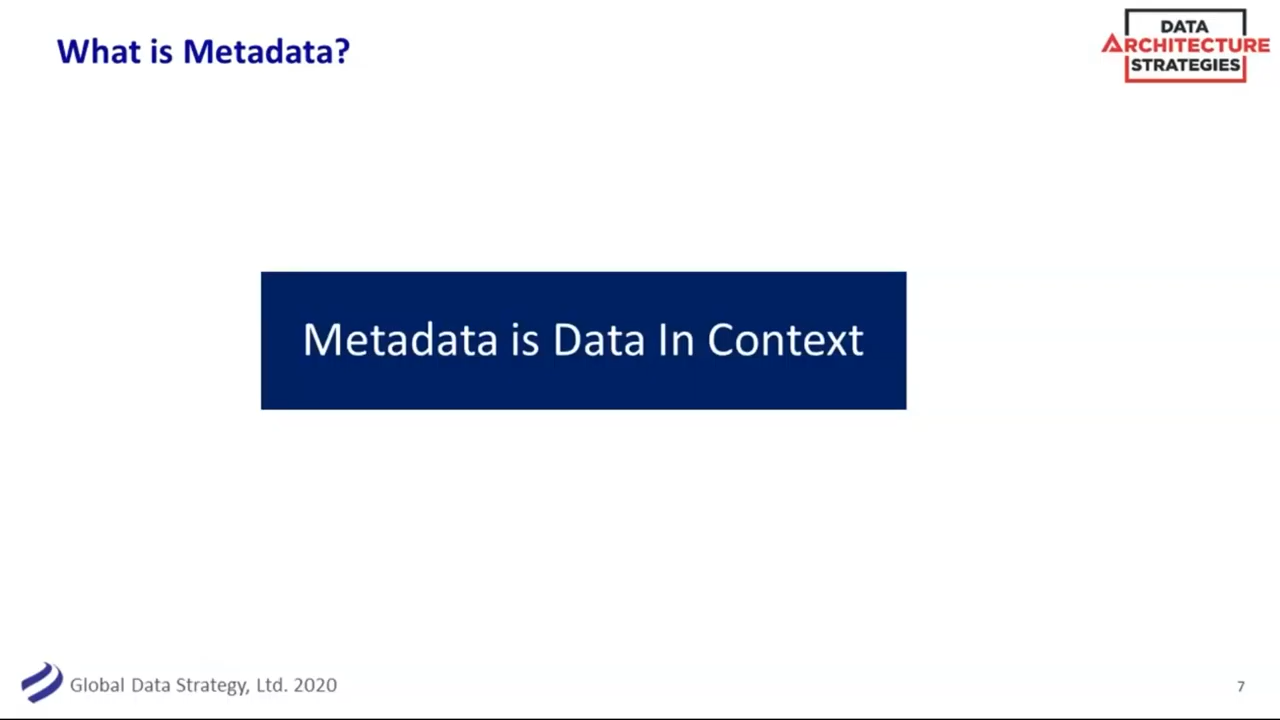 What is Metadata?
DATA
ARCHITECTURE
STRATEGIES
Metadata is Data In Context
Global Data Strategy, Ltd. 2020
7